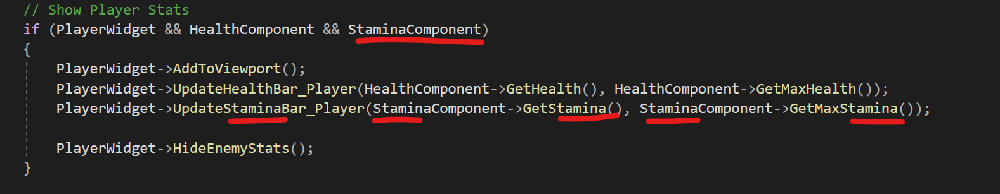 // Show Player Stats
if (PlayerWidget && HealthComponent && StaminaComponent)
{
PlayerWidget->AddToViewport();
PlayerWidget->UpdateHealthBar_Player(HealthComponent->GetHealth(), HealthComponent->GetMaxHealth());
PlayerWidget->UpdateStaminaBar_Player(StaminaComponent->GetStamina(), StaminaComponent->GetMaxStamina());
PlayerWidget->HideEnemyStats();
}